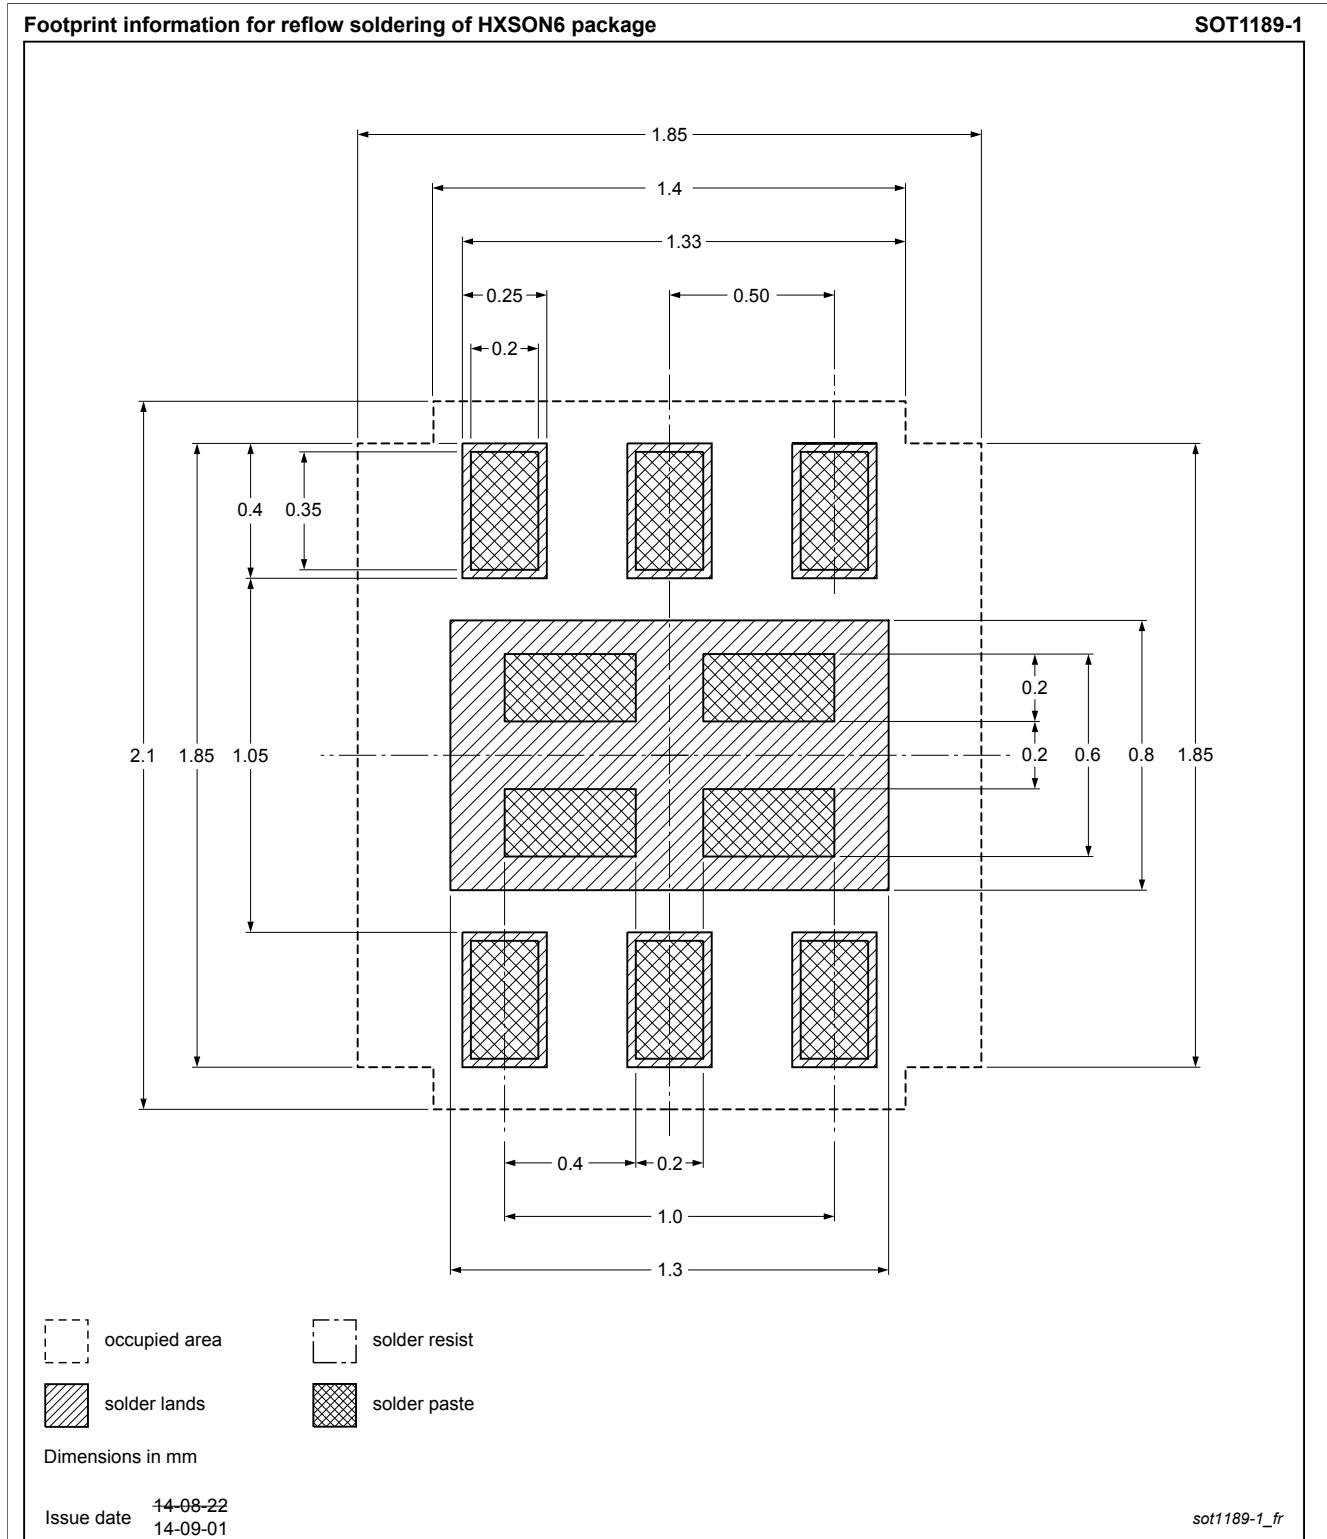 Footprint information for reflow soldering of HXSON6 package SOT1189-1
1.85
1.4
1.33
0.25 0.50
0.2
0.4 0.35
0.2
2.1 1.85 1.05 0.2 0.6 0.8 1.85
0.4 0.2
1.0
1.3
occupied area solder resist
solder lands solder paste
Dimensions in mm
14-08-22
Issue date
14-09-01
sot1189-1_fr